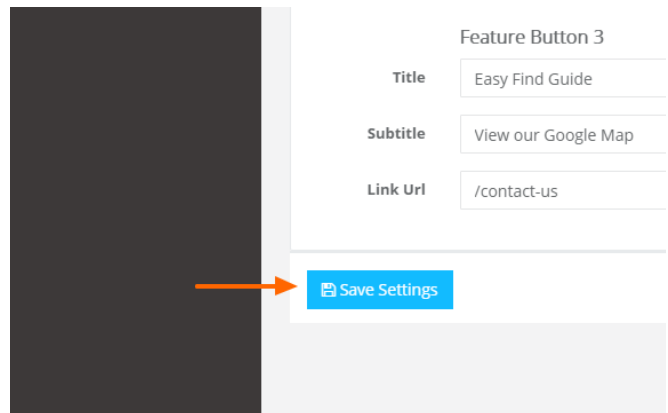 Feature Button 3
Title Easy Find Guide
Subtitle View our Google Map
Link Url /contact-us
Save Settings